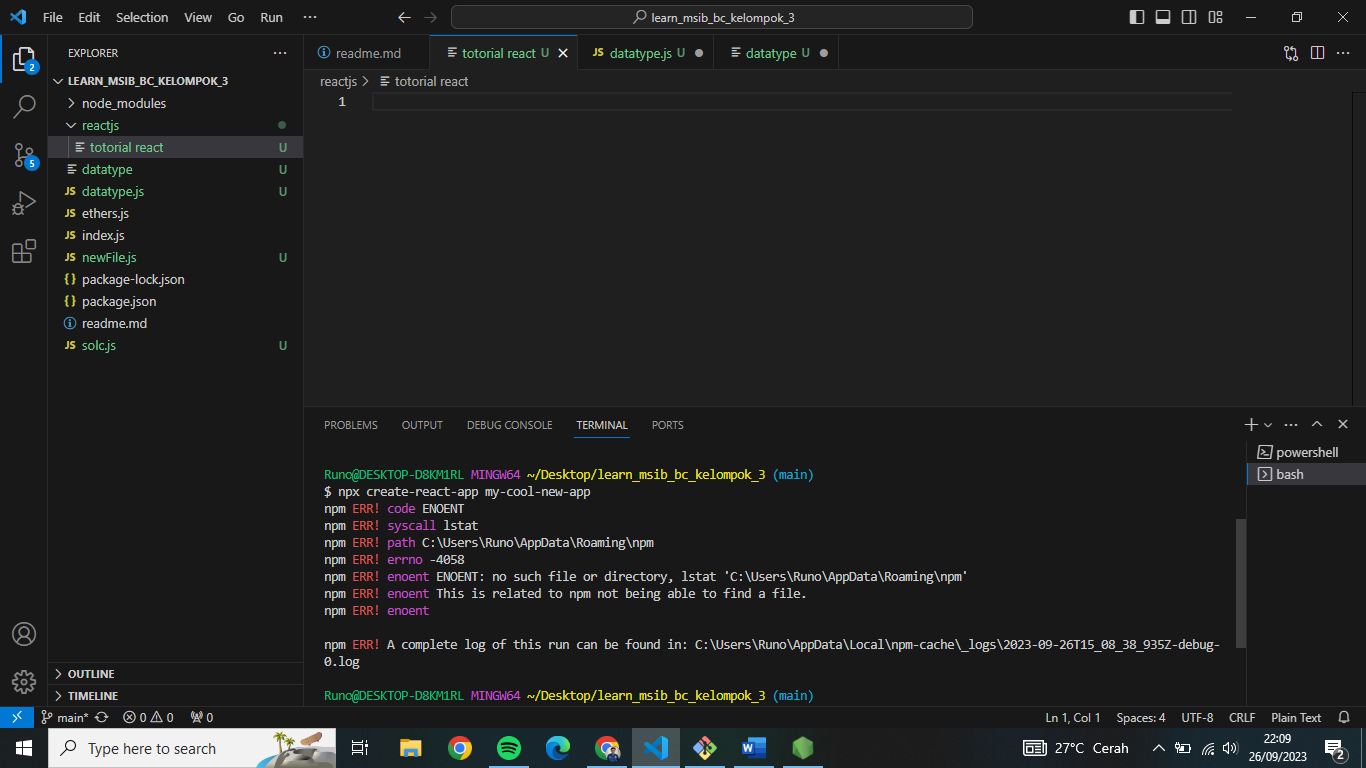 File Edit Selection View Go Run ··· learn_msib_bc_kelompok_3
EXPLORER ···
LEARN_MSIB_BC_KELOMPOK_3
node_modules
reactjs
totorial react U
datatype U
JS datatype.js U
JS ethers.js
JS index.js
JS newFile.js U
{} package-lock.json
{} package.json
readme.md
JS solc.js U
OUTLINE
TIMELINE
2
5
readme.md totorial react U JS datatype.js U datatype U ···
reactjs > totorial react
1
PROBLEMS OUTPUT DEBUG CONSOLE TERMINAL PORTS
powershell
bash
Runo@DESKTOP-D8KM1RL MINGW64 ~/Desktop/learn_msib_bc_kelompok_3 (main)
$ npx create-react-app my-cool-new-app
npm ERR! code ENOENT
npm ERR! syscall lstat
npm ERR! path C:\Users\Runo\AppData\Roaming\npm
npm ERR! errno -4058
npm ERR! enoent ENOENT: no such file or directory, lstat 'C:\Users\Runo\AppData\Roaming\npm'
npm ERR! enoent This is related to npm not being able to find a file.
npm ERR! enoent
npm ERR! A complete log of this run can be found in: C:\Users\Runo\AppData\Local\npm-cache\_logs\2023-09-26T15_08_38_935Z-debug-
0.log
Runo@DESKTOP-D8KM1RL MINGW64 ~/Desktop/learn_msib_bc_kelompok_3 (main)
main* 0 0 0 Ln 1, Col 1 Spaces: 4 UTF-8 CRLF Plain Text
Type here to search 27°C Cerah 22:09
26/09/2023 2